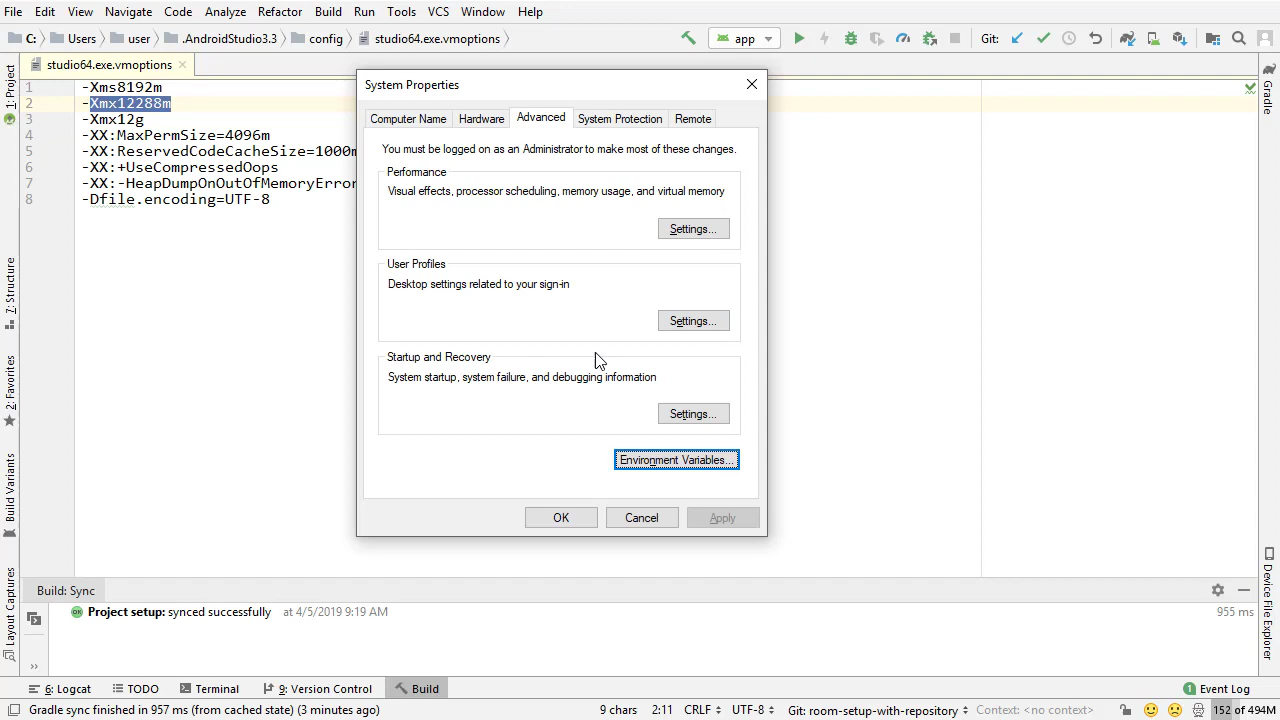 File Edit View Navigate Code Analyze Refactor Build Run Tools VCS Window Help
C: Users user .AndroidStudio3.3 config studio64.exe.vmoptions app Git:
studio64.exe.vmoptions
1 -Xms8192m
2 -Xmx12288m
3 -Xmx12g
4 -XX:MaxPermSize=4096m
5 -XX:ReservedCodeCacheSize=1000m
6 -XX:+UseCompressedOops
7 -XX:-HeapDumpOnOutOfMemoryError
8 -Dfile.encoding=UTF-8
1: Project
7: Structure
2: Favorites
Build Variants
Layout Captures
System Properties
Computer Name Hardware Advanced System Protection Remote
You must be logged on as an Administrator to make most of these changes.
Performance
Visual effects, processor scheduling, memory usage, and virtual memory
Settings...
User Profiles
Desktop settings related to your sign-in
Settings...
Startup and Recovery
System startup, system failure, and debugging information
Settings...
Environment Variables...
OK Cancel Apply
Gradle
Device File Explorer
Build: Sync
OK Project setup: synced successfully at 4/5/2019 9:19 AM 955 ms
6: Logcat TODO Terminal 9: Version Control Build 1 Event Log
Gradle sync finished in 957 ms (from cached state) (3 minutes ago) 9 chars 2:11 CRLF UTF-8 Git: room-setup-with-repository Context: <no context> 152 of 494M